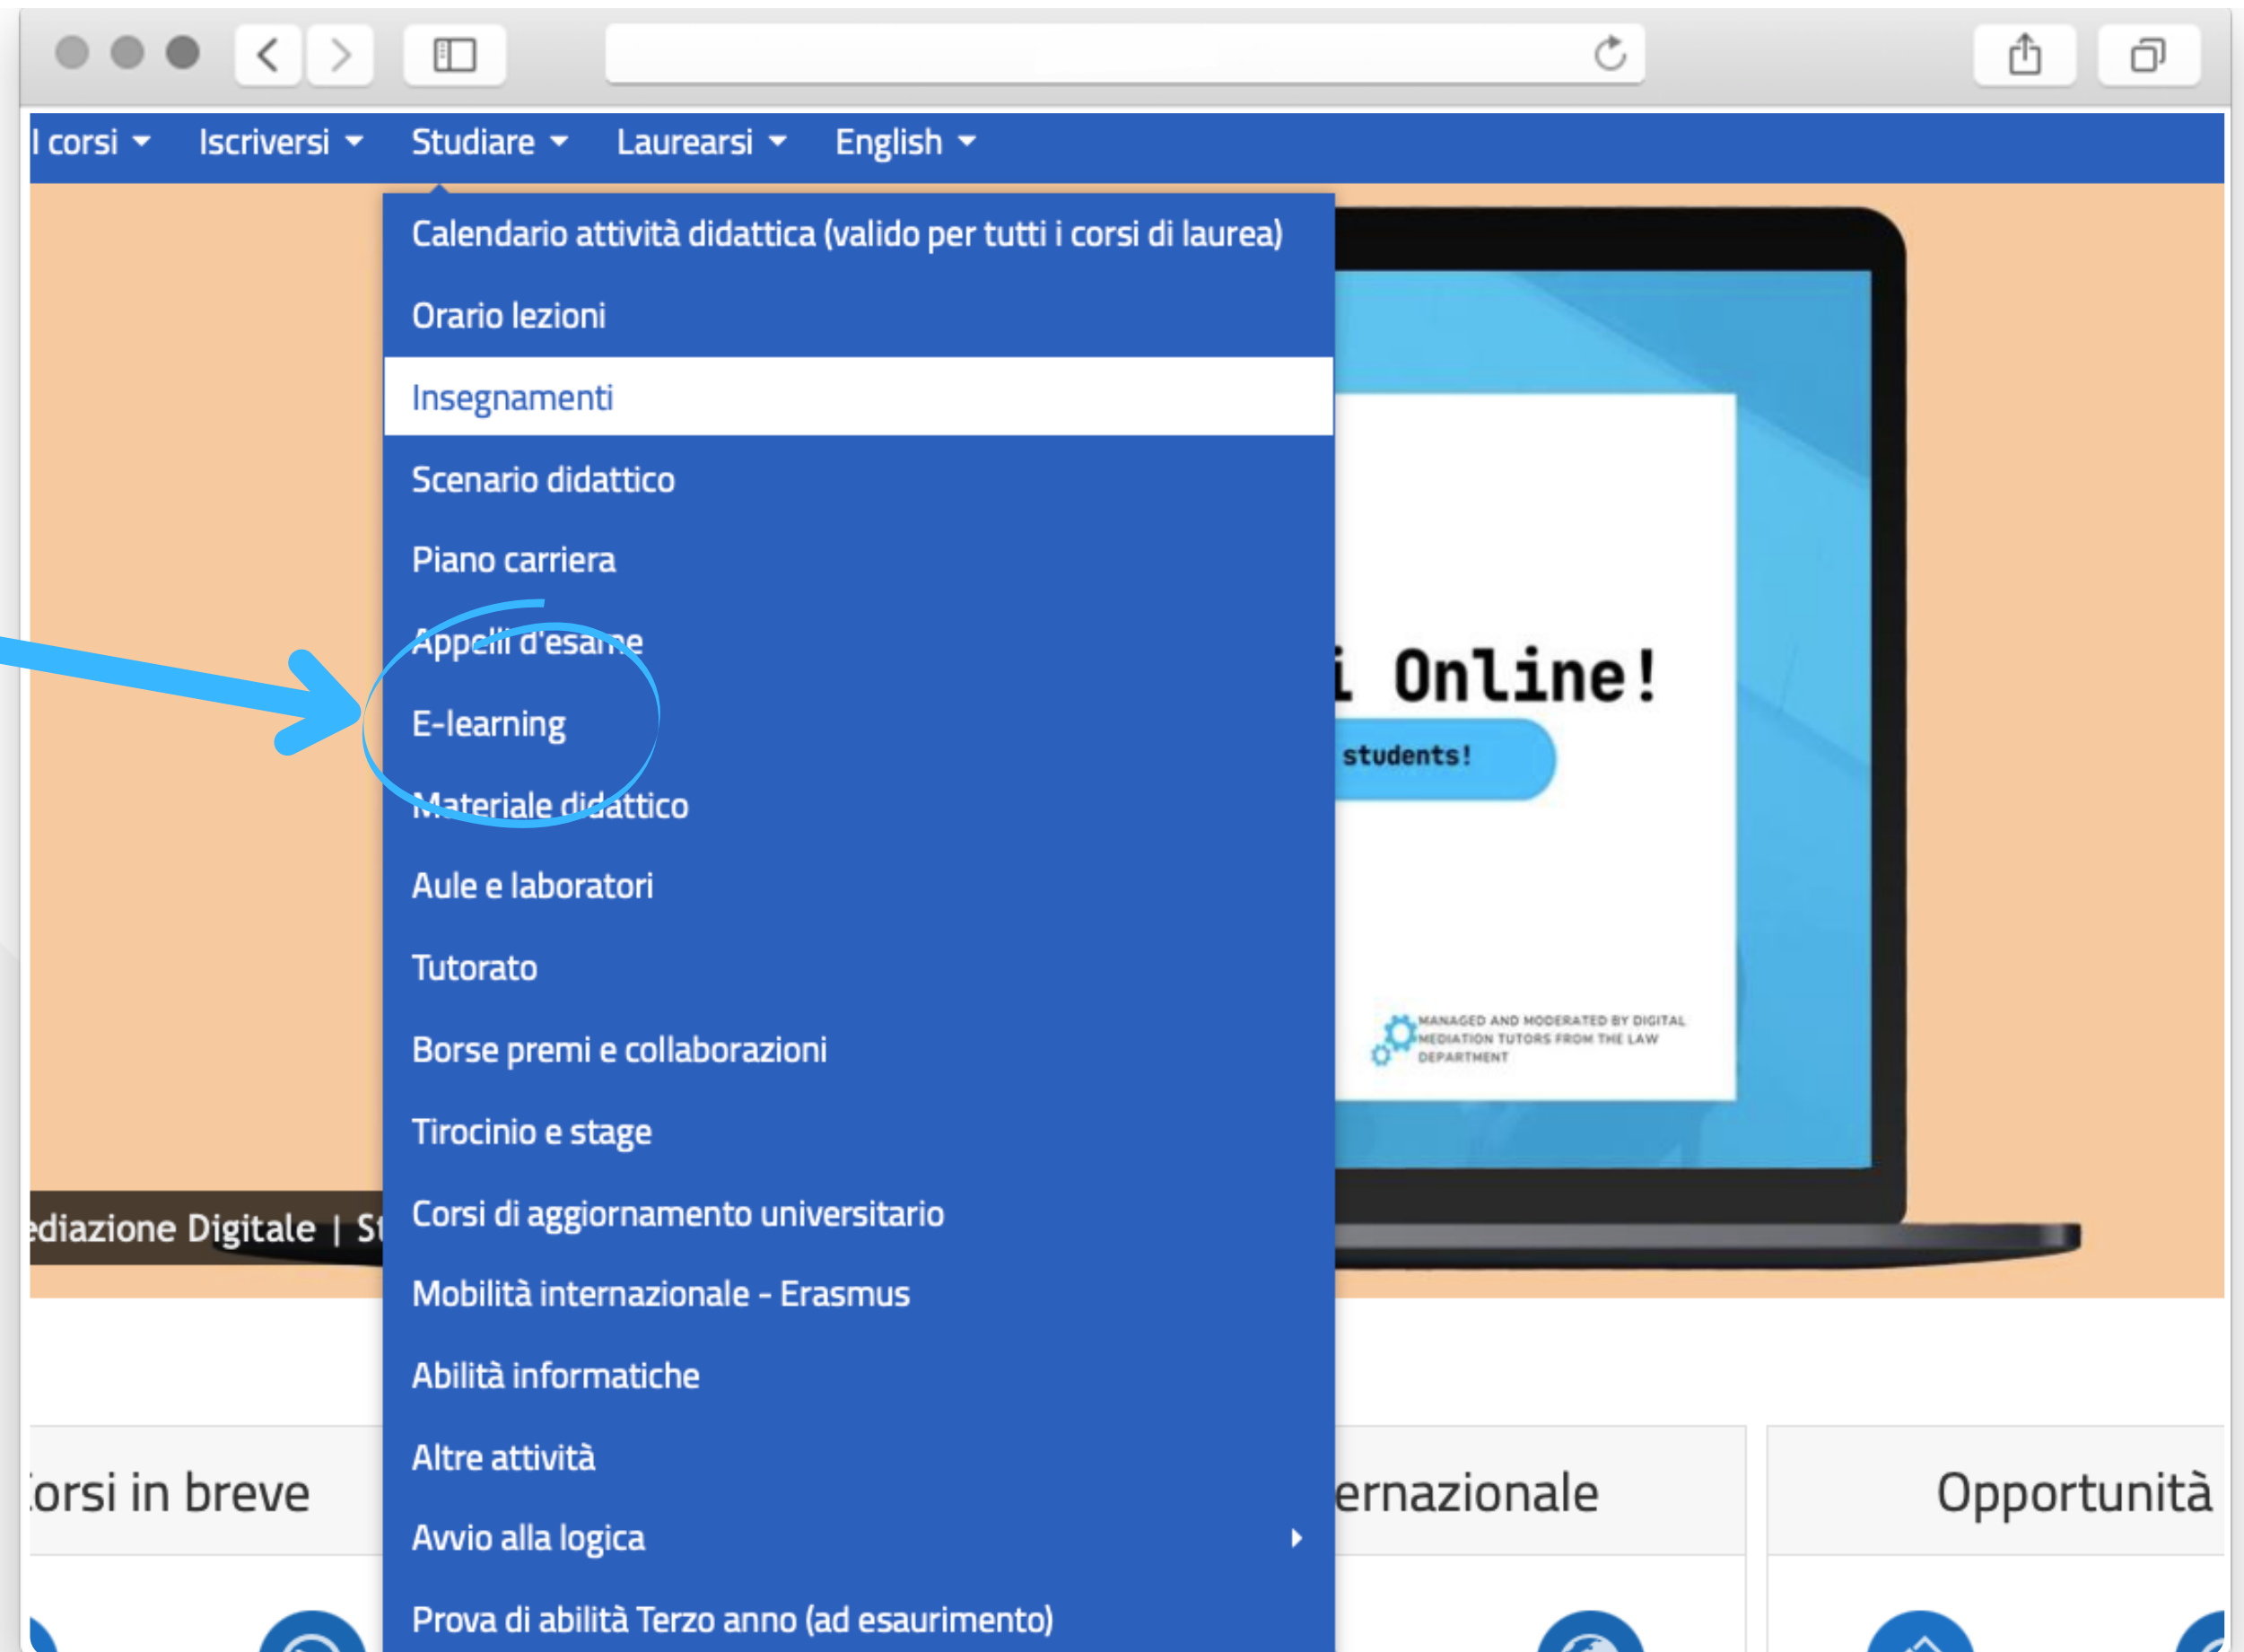 I corsi Iscriversi Studiare Laurearsi English
Calendario attività didattica (valido per tutti i corsi di laurea)
Orario lezioni
Insegnamenti
Scenario didattico
Piano carriera
Appelli d'esame
E-learning
Materiale didattico
Aule e laboratori
Tutorato
Borse premi e collaborazioni
Tirocinio e stage
Corsi di aggiornamento universitario
Mobilità internazionale - Erasmus
Abilità informatiche
Altre attività
Avvio alla logica
Prova di abilità Terzo anno (ad esaurimento)
i Online!
students!
MANAGED AND MODERATED BY DIGITAL
MEDIATION TUTORS FROM THE LAW
DEPARTMENT
ediazione Digitale | St
orsi in breve
ernazionale
Opportunità